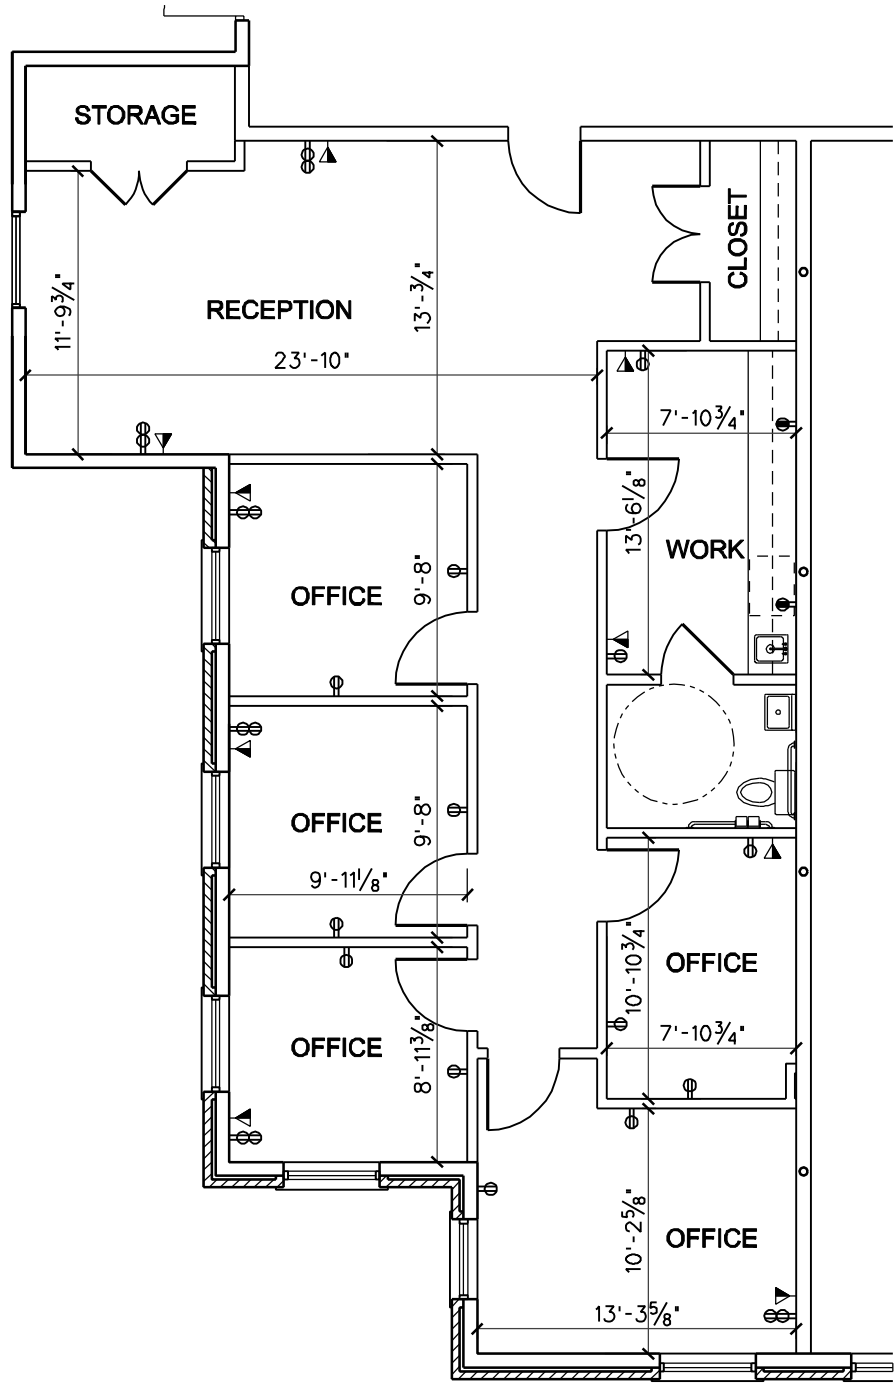 STORAGE
CLOSET
11'-9¾"
RECEPTION
13'-¾"
23'-10"
7'-10¾"
13'-6⅛"
WORK
OFFICE
9'-8"
OFFICE
9'-8"
9'-11⅛"
10'-10¾"
OFFICE
7'-10¾"
OFFICE
8'-11⅜"
10'-2⅝"
OFFICE
13'-3⅝"